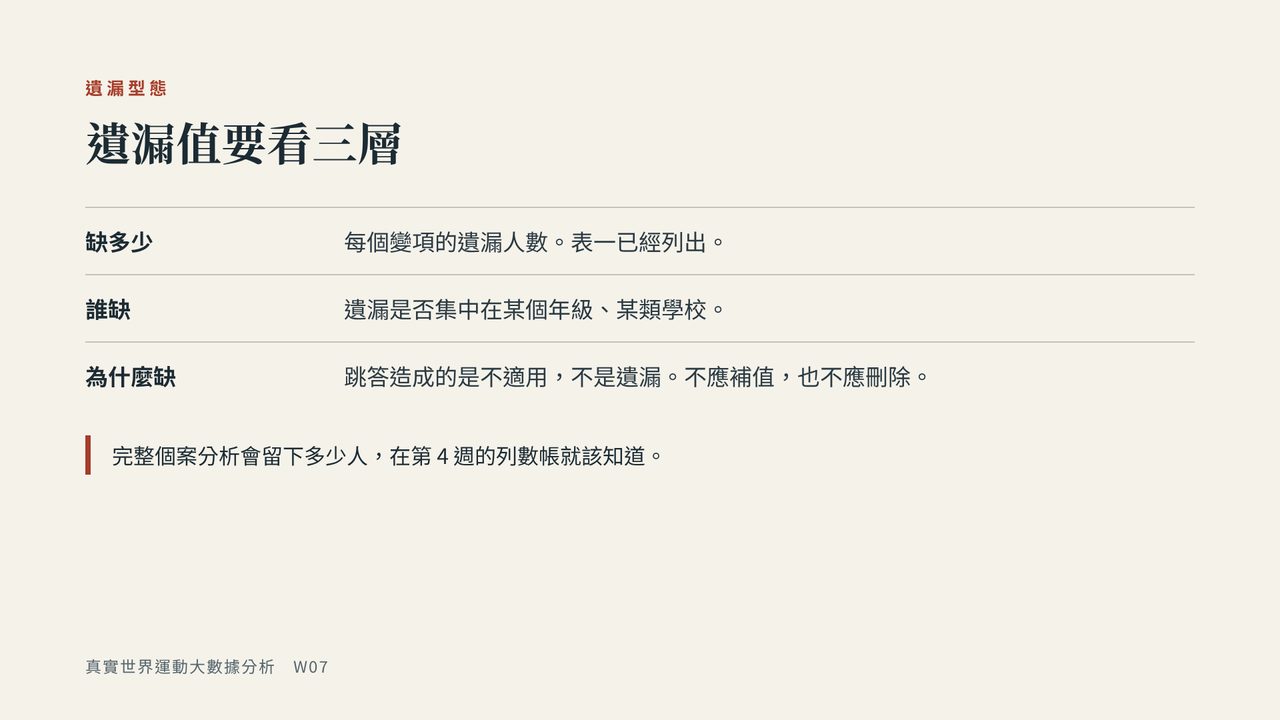 遺漏型態
遺漏值要看三層
缺多少
每個變項的遺漏人數。表一已經列出。
誰缺
遺漏是否集中在某個年級、某類學校。
為什麼缺
跳答造成的是不適用，不是遺漏。不應補值，也不應刪除。
完整個案分析會留下多少人，在第 4 週的列數帳就該知道。
真實世界運動大數據分析 W07